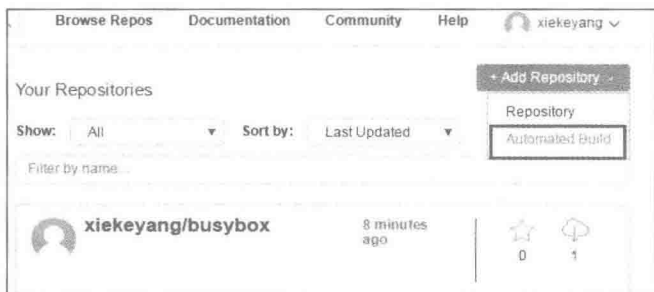 Browse Repos Documentation Community Help xiekeyang
+ Add Repository
Your Repositories
Repository
Show: All Sort by: Last Updated
Automated Build
Filter by name...
xiekeyang/busybox 8 minutes ago
0 1